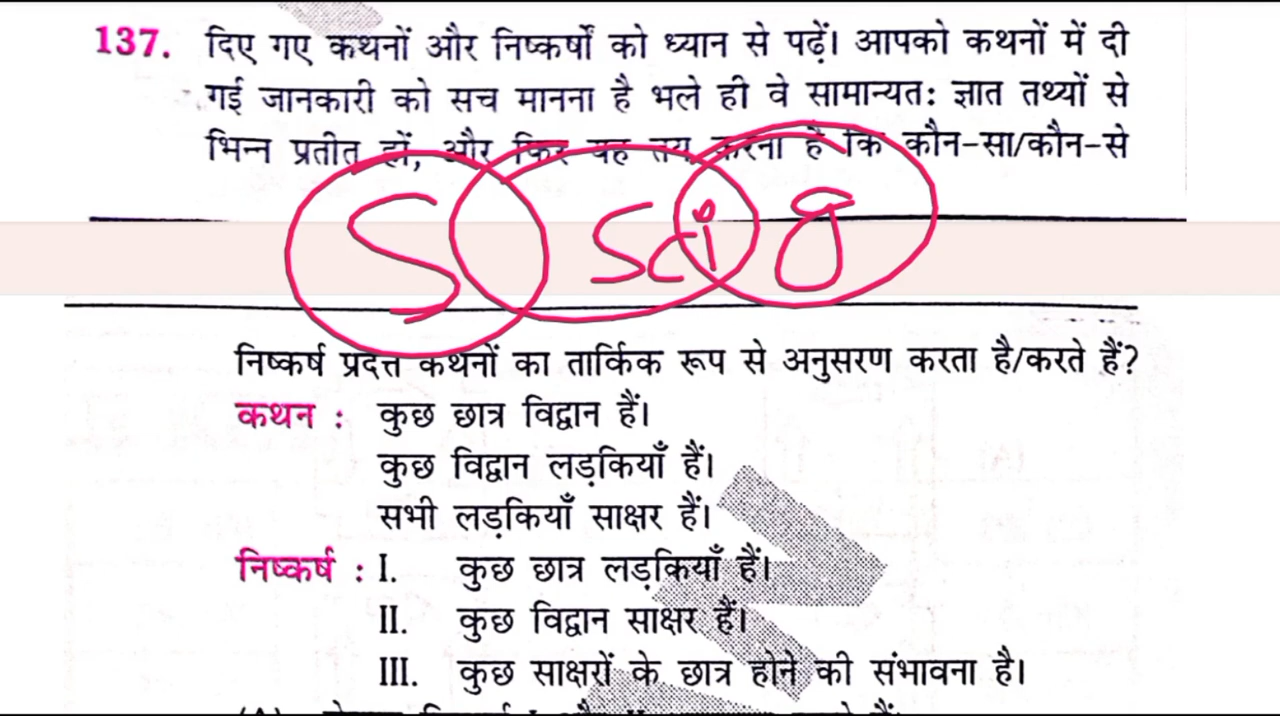 137. दिए गए कथनों और निष्कर्षों को ध्यान से पढ़ें। आपको कथनों में दी
गई जानकारी को सच मानना है भले ही वे सामान्यतः ज्ञात तथ्यों से
भिन्न प्रतीत हों, और फिर यह तय करना है कि कौन-सा/कौन-से
S Sci g
निष्कर्ष प्रदत्त कथनों का तार्किक रूप से अनुसरण करता है/करते हैं?
कथन : कुछ छात्र विद्वान हैं।
कुछ विद्वान लड़कियाँ हैं।
सभी लड़कियाँ साक्षर हैं।
निष्कर्ष : I. कुछ छात्र लड़कियाँ हैं।
II. कुछ विद्वान साक्षर हैं।
III. कुछ साक्षरों के छात्र होने की संभावना है।